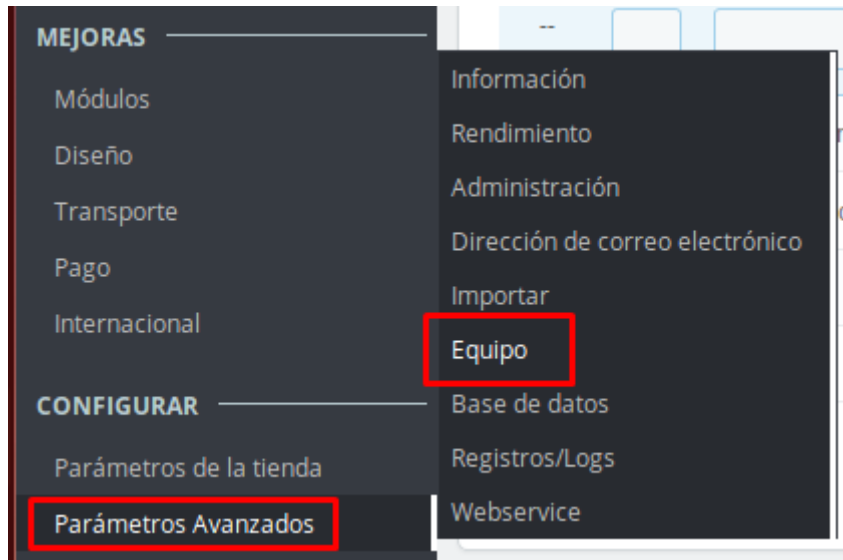 MEJORAS
Módulos
Diseño
Transporte
Pago
Internacional
CONFIGURAR
Parámetros de la tienda
Parámetros Avanzados
--
Información
Rendimiento
Administración
Dirección de correo electrónico
Importar
Equipo
Base de datos
Registros/Logs
Webservice